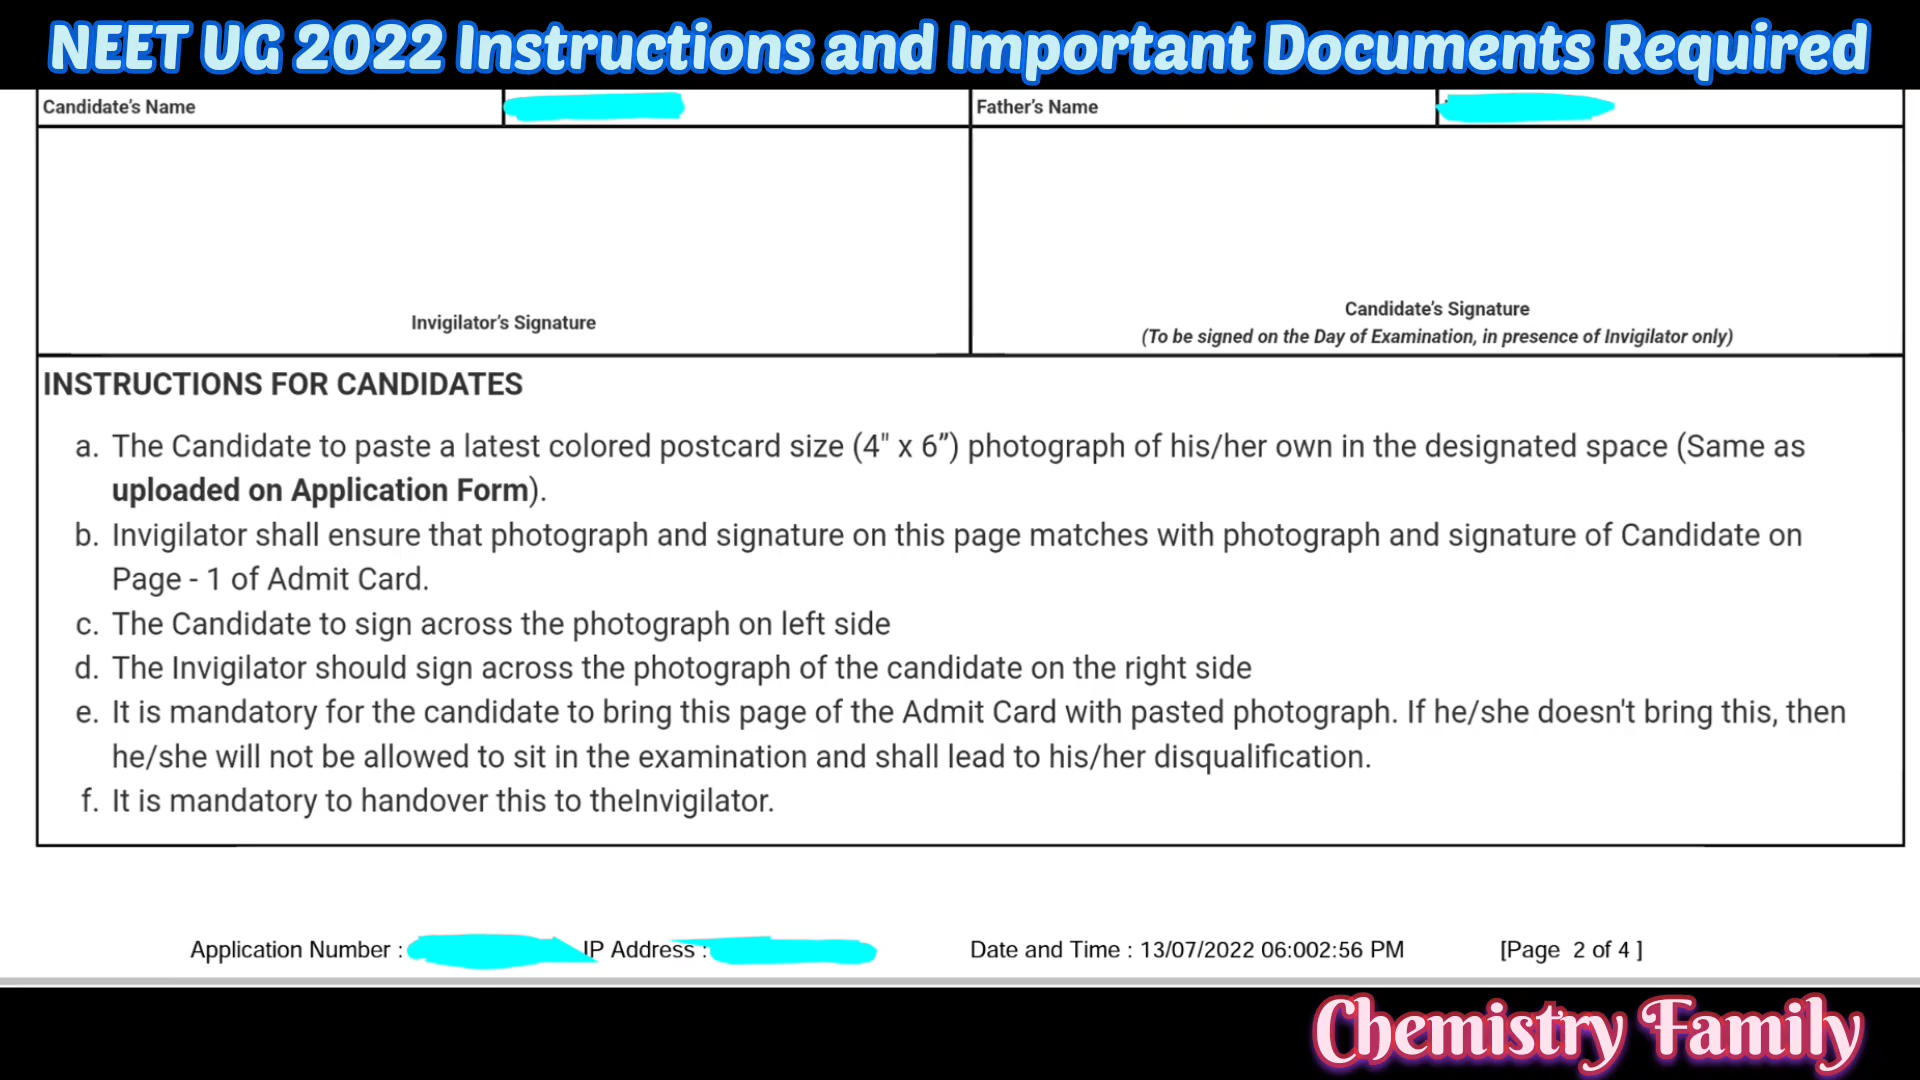 NEET UG 2022 Instructions and Important Documents Required
Candidate's Name
Father's Name
Invigilator's Signature
Candidate's Signature
(To be signed on the Day of Examination, in presence of Invigilator only)
INSTRUCTIONS FOR CANDIDATES
a. The Candidate to paste a latest colored postcard size (4" x 6”) photograph of his/her own in the designated space (Same as
uploaded on Application Form).
b. Invigilator shall ensure that photograph and signature on this page matches with photograph and signature of Candidate on
Page - 1 of Admit Card.
c. The Candidate to sign across the photograph on left side
d. The Invigilator should sign across the photograph of the candidate on the right side
e. It is mandatory for the candidate to bring this page of the Admit Card with pasted photograph. If he/she doesn't bring this, then
he/she will not be allowed to sit in the examination and shall lead to his/her disqualification.
f. It is mandatory to handover this to theInvigilator.
Application Number : IP Address : Date and Time : 13/07/2022 06:002:56 PM [Page 2 of 4 ]
Chemistry Family